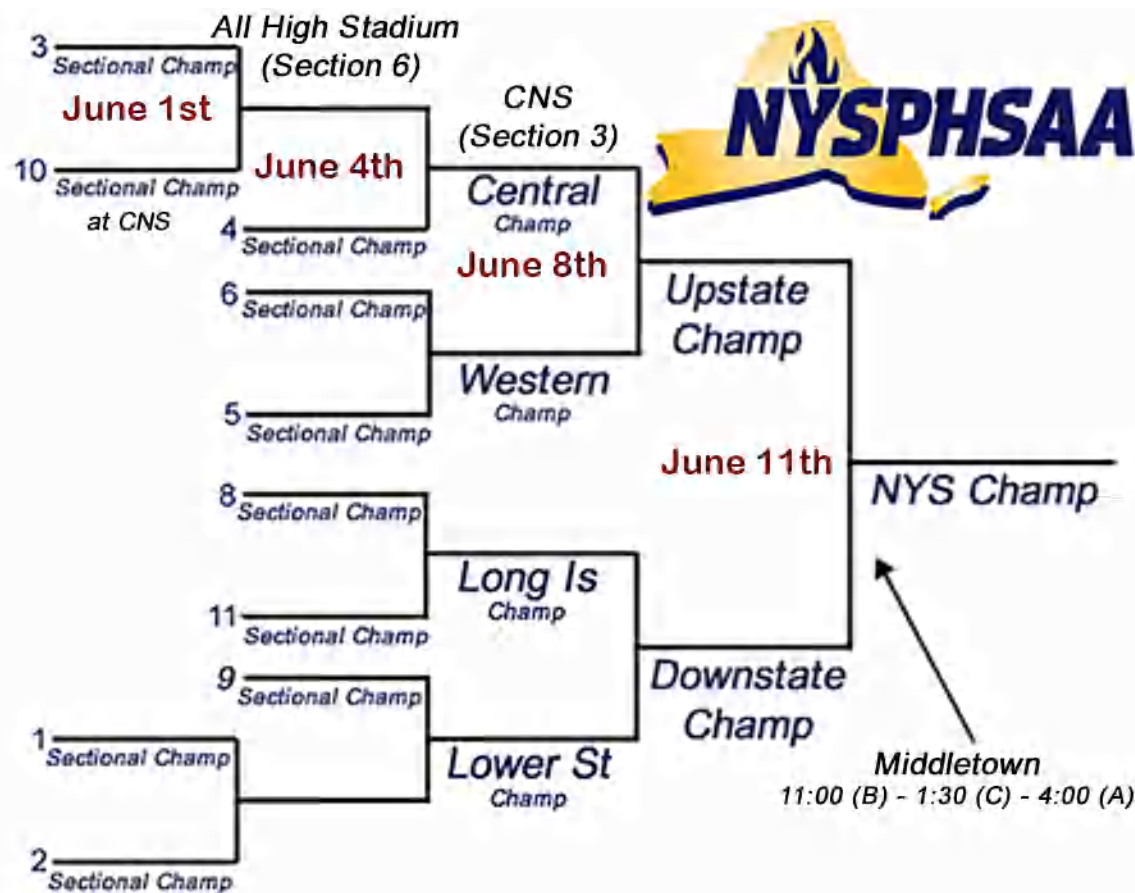 All High Stadium
(Section 6)
3
Sectional Champ
June 1st
CNS
(Section 3)
NYSPHSAA
10
Sectional Champ
at CNS
June 4th
4
Sectional Champ
Central
Champ
June 8th
6
Sectional Champ
Upstate
Champ
Western
Champ
5
Sectional Champ
June 11th
NYS Champ
8
Sectional Champ
Long Is
Champ
11
Sectional Champ
9
Sectional Champ
Downstate
Champ
1
Sectional Champ
Lower St
Champ
Middletown
11:00 (B) - 1:30 (C) - 4:00 (A)
2
Sectional Champ